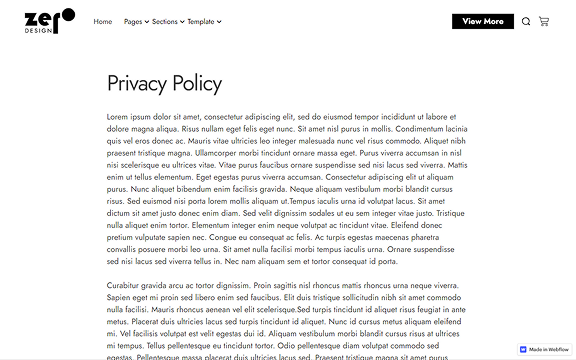 zero
DESIGN
Home
Pages
Sections
Template
View More
Privacy Policy
Lorem ipsum dolor sit amet, consectetur adipiscing elit, sed do eiusmod tempor incididunt ut labore et
dolore magna aliqua. Risus nullam eget felis eget nunc. Sit amet nisl purus in mollis. Condimentum lacinia
quis vel eros donec ac. Mauris vitae ultricies leo integer malesuada nunc vel risus commodo. Aliquet nibh
praesent tristique magna. Ullamcorper morbi tincidunt ornare massa eget. Purus viverra accumsan in nisl
nisi scelerisque eu ultrices vitae. Vitae purus faucibus ornare suspendisse sed nisi lacus sed viverra. Mattis
enim ut tellus elementum. Eget egestas purus viverra accumsan. Consectetur adipiscing elit ut aliquam
purus. Nunc aliquet bibendum enim facilisis gravida. Neque aliquam vestibulum morbi blandit cursus
risus. Sed euismod nisi porta lorem mollis aliquam ut.Tempus iaculis urna id volutpat lacus. Sit amet
dictum sit amet justo donec enim diam. Sed velit dignissim sodales ut eu sem integer vitae justo. Tristique
nulla aliquet enim tortor. Elementum integer enim neque volutpat ac tincidunt vitae. Eleifend donec
pretium vulputate sapien nec. Congue eu consequat ac felis. Ac turpis egestas maecenas pharetra
convallis posuere morbi leo urna. Sit amet nulla facilisi morbi tempus iaculis urna. Ornare suspendisse
sed nisi lacus sed viverra tellus in. Nec nam aliquam sem et tortor consequat id porta.
Curabitur gravida arcu ac tortor dignissim. Proin sagittis nisl rhoncus mattis rhoncus urna neque viverra.
Sapien eget mi proin sed libero enim sed faucibus. Elit duis tristique sollicitudin nibh sit amet commodo
nulla facilisi. Mauris rhoncus aenean vel elit scelerisque.Sed turpis tincidunt id aliquet risus feugiat in ante
metus. Placerat duis ultricies lacus sed turpis tincidunt id aliquet. Nunc id cursus metus aliquam eleifend
mi. Vel facilisis volutpat est velit egestas dui id. Aliquam vestibulum morbi blandit cursus risus at ultrices
mi tempus. Tellus pellentesque eu tincidunt tortor. Odio pellentesque diam volutpat commodo sed
egestas. Pellentesque massa placerat duis ultricies lacus sed. Pharetra massa massa ultricies mi
Made in Webflow